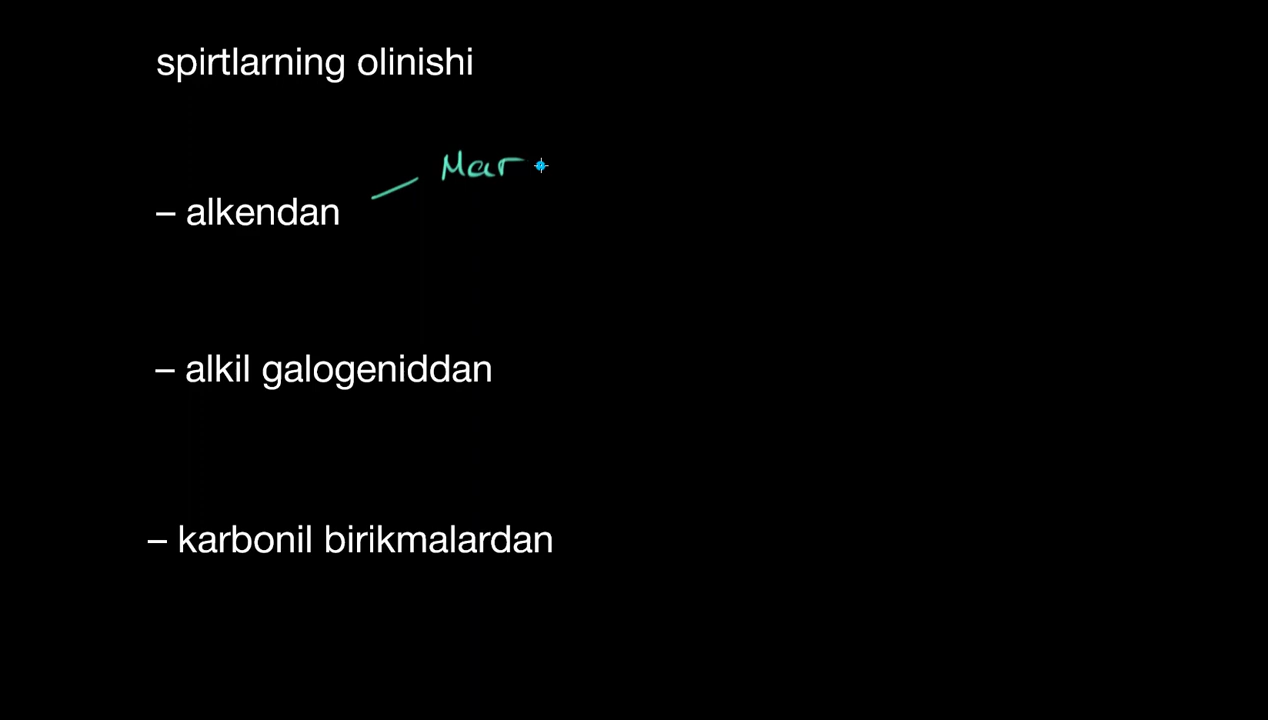 spirtlarning olinishi
Mar
– alkendan
– alkil galogeniddan
– karbonil birikmalardan